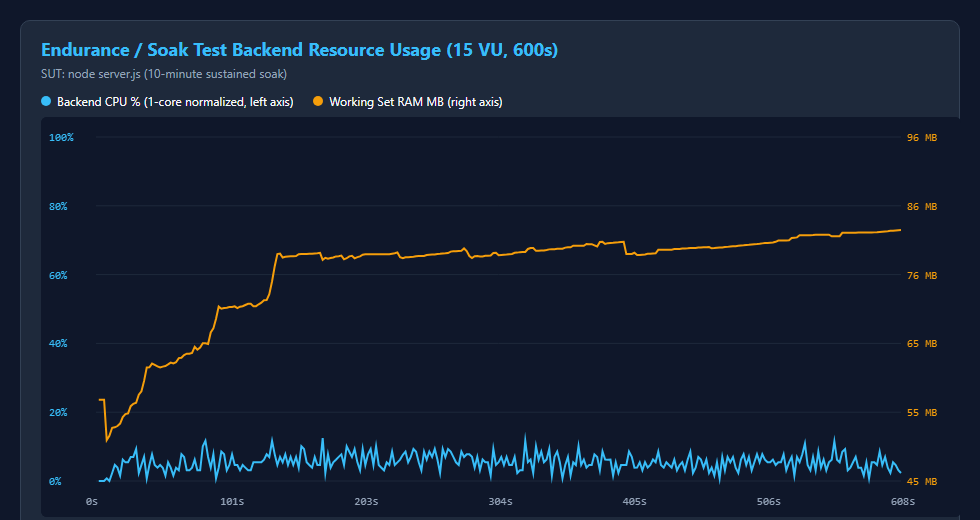 Endurance / Soak Test Backend Resource Usage (15 VU, 600s)
SUT: node server.js (10-minute sustained soak)
Backend CPU % (1-core normalized, left axis) Working Set RAM MB (right axis)
100% 96 MB
80% 86 MB
60% 76 MB
40% 65 MB
20% 55 MB
0% 45 MB
0s 101s 203s 304s 405s 506s 608s